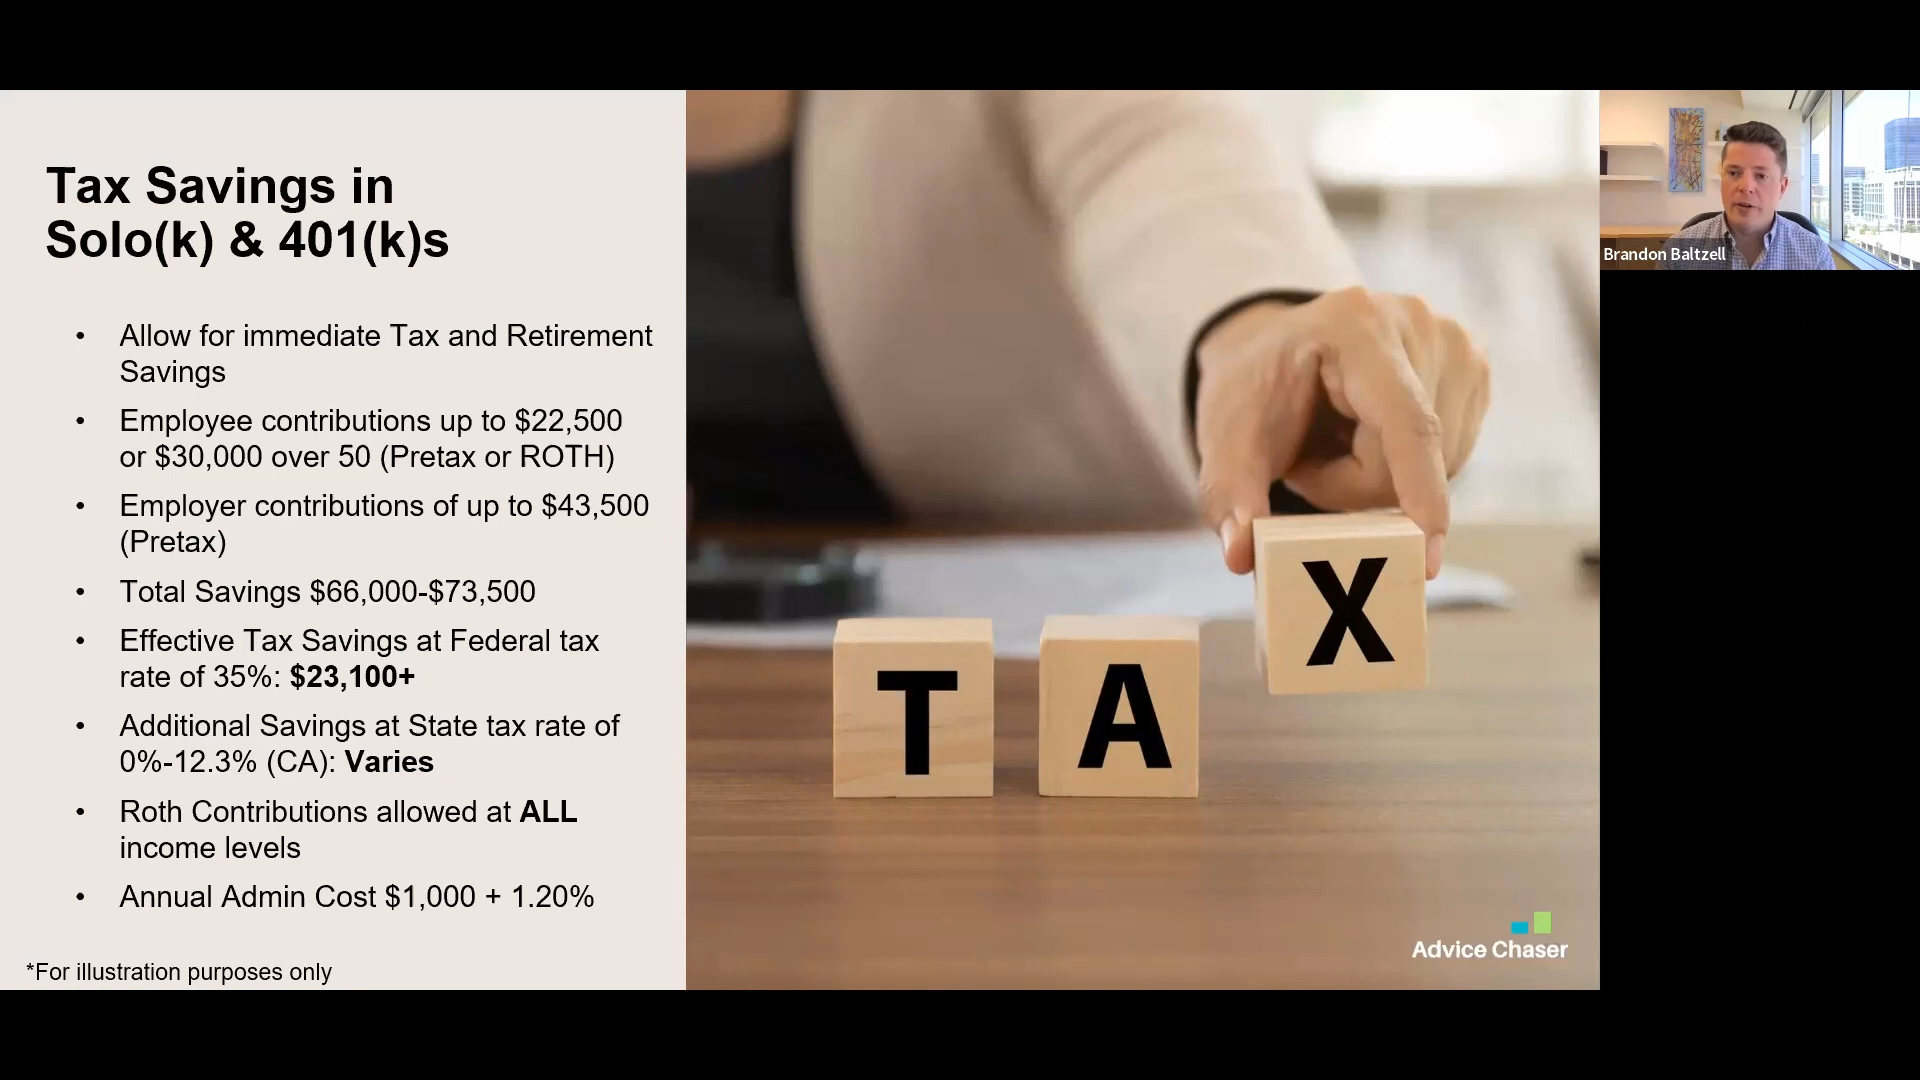 Tax Savings in
Solo(k) & 401(k)s
• Allow for immediate Tax and Retirement
Savings
• Employee contributions up to $22,500
or $30,000 over 50 (Pretax or ROTH)
• Employer contributions of up to $43,500
(Pretax)
• Total Savings $66,000-$73,500
• Effective Tax Savings at Federal tax
rate of 35%: $23,100+
• Additional Savings at State tax rate of
0%-12.3% (CA): Varies
• Roth Contributions allowed at ALL
income levels
• Annual Admin Cost $1,000 + 1.20%
*For illustration purposes only
T A X
Advice Chaser
Brandon Baltzell